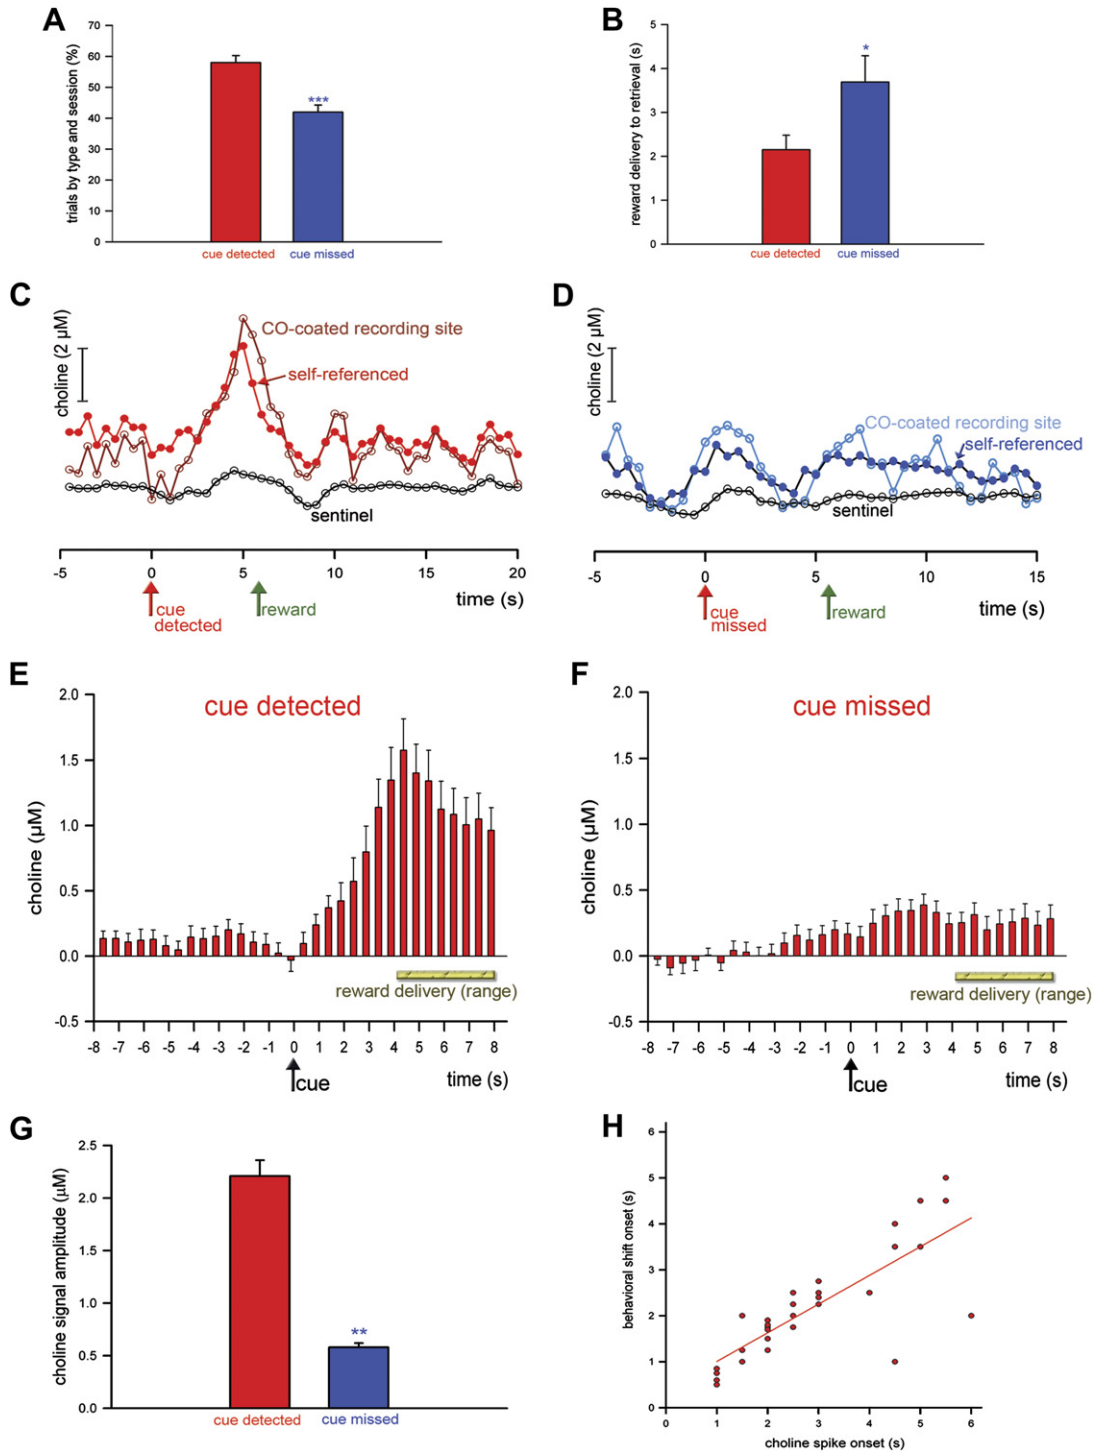 A
70
60
50
40
30
20
10
0
trials by type and session (%)
***
cue detected
cue missed
B
5
4
3
2
1
0
reward delivery to retrieval (s)
*
cue detected
cue missed
C
choline (2 µM)
CO-coated recording site
self-referenced
sentinel
-5 0 5 10 15 20
cue
detected
reward
time (s)
D
choline (2 µM)
CO-coated recording site
self-referenced
sentinel
-5 0 5 10 15
cue
missed
reward
time (s)
E
cue detected
2.0
1.5
1.0
0.5
0.0
-0.5
choline (µM)
reward delivery (range)
-8 -7 -6 -5 -4 -3 -2 -1 0 1 2 3 4 5 6 7 8
cue
time (s)
F
cue missed
2.0
1.5
1.0
0.5
0.0
-0.5
choline (µM)
reward delivery (range)
-8 -7 -6 -5 -4 -3 -2 -1 0 1 2 3 4 5 6 7 8
cue
time (s)
G
2.5
2.0
1.5
1.0
0.5
0.0
choline signal amplitude (µM)
**
cue detected
cue missed
H
6
5
4
3
2
1
0
behavioral shift onset (s)
0 1 2 3 4 5 6
choline spike onset (s)